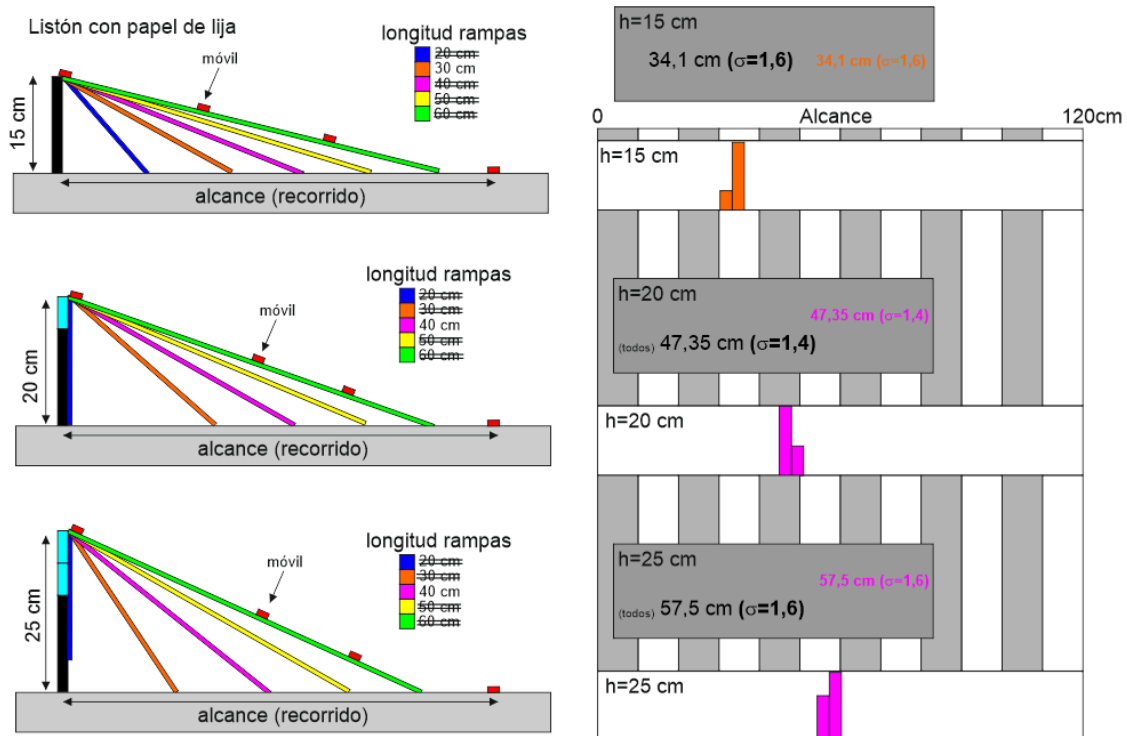 Listón con papel de lija
longitud rampas
móvil
20 cm
30 cm
40 cm
50 cm
60 cm
15 cm
alcance (recorrido)
longitud rampas
móvil
20 cm
30 cm
40 cm
50 cm
60 cm
20 cm
alcance (recorrido)
longitud rampas
móvil
20 cm
30 cm
40 cm
50 cm
60 cm
25 cm
alcance (recorrido)
h=15 cm
34,1 cm (σ=1,6) 34,1 cm (σ=1,6)
0 Alcance 120cm
h=15 cm
h=20 cm
47,35 cm (σ=1,4)
(todos) 47,35 cm (σ=1,4)
h=20 cm
h=25 cm
57,5 cm (σ=1,6)
(todos) 57,5 cm (σ=1,6)
h=25 cm